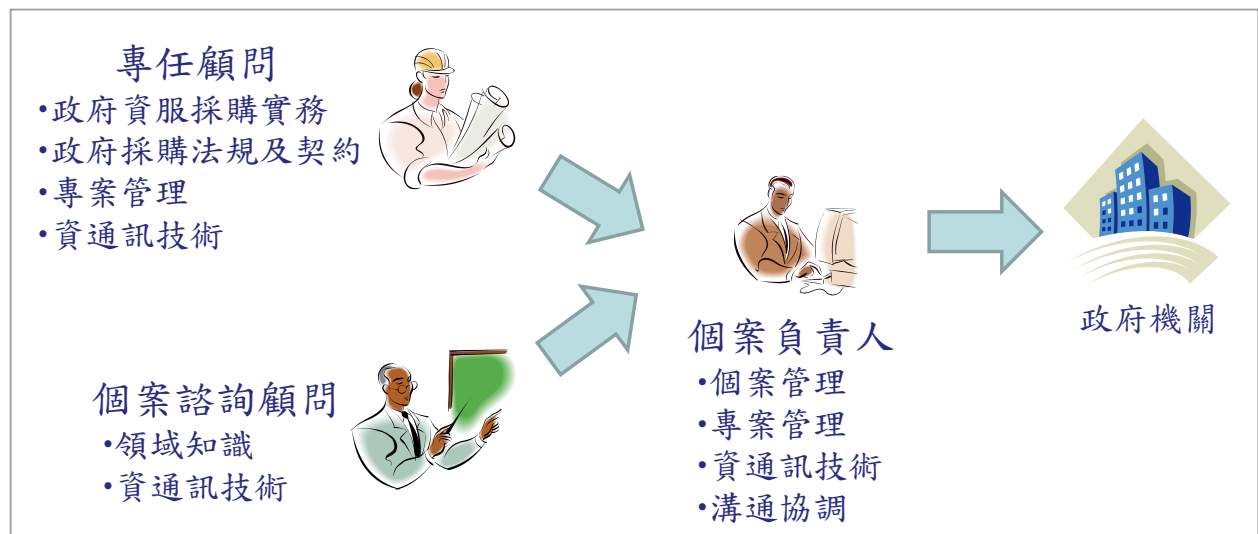 專任顧問
•政府資服採購實務
•政府採購法規及契約
•專案管理
•資通訊技術
個案諮詢顧問
•領域知識
•資通訊技術
個案負責人
•個案管理
•專案管理
•資通訊技術
•溝通協調
政府機關